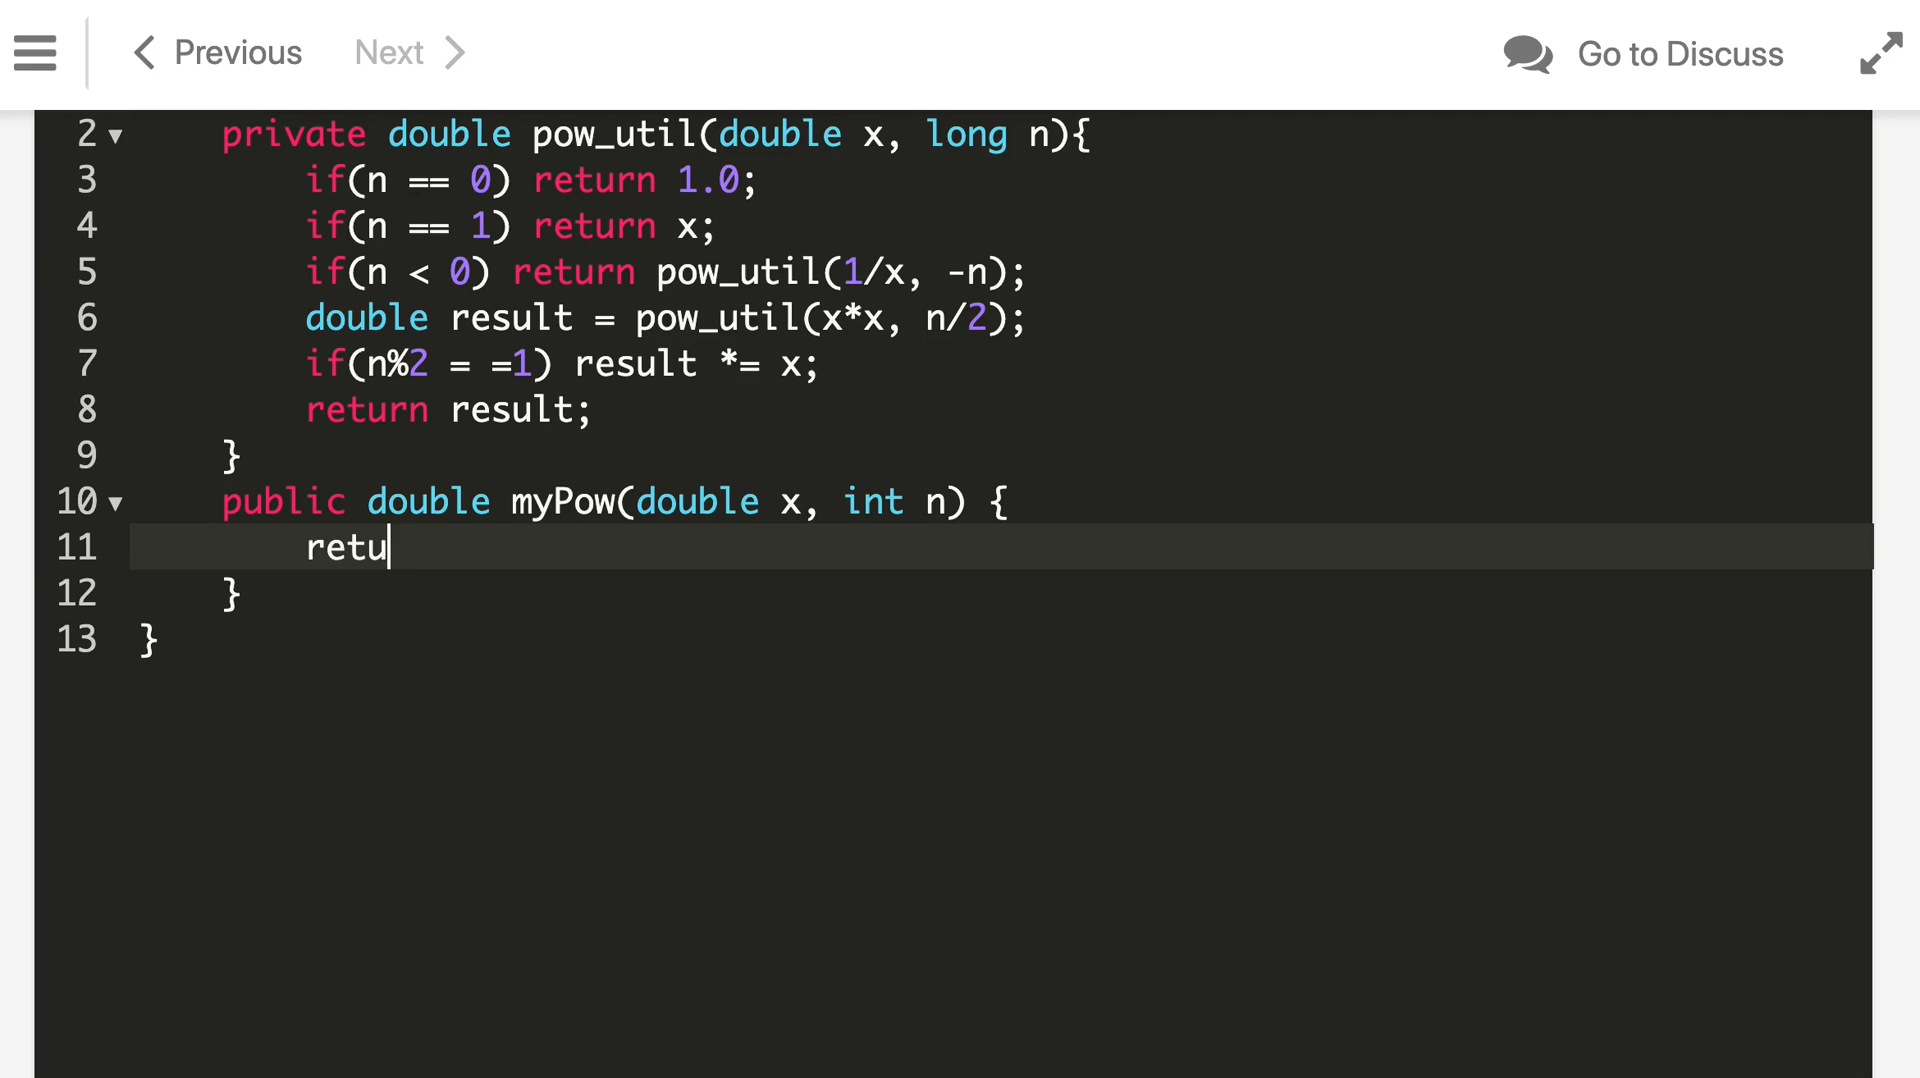 Previous Next Go to Discuss
2 private double pow_util(double x, long n){
3 if(n == 0) return 1.0;
4 if(n == 1) return x;
5 if(n < 0) return pow_util(1/x, -n);
6 double result = pow_util(x*x, n/2);
7 if(n%2 = =1) result *= x;
8 return result;
9 }
10 public double myPow(double x, int n) {
11 retu
12 }
13 }